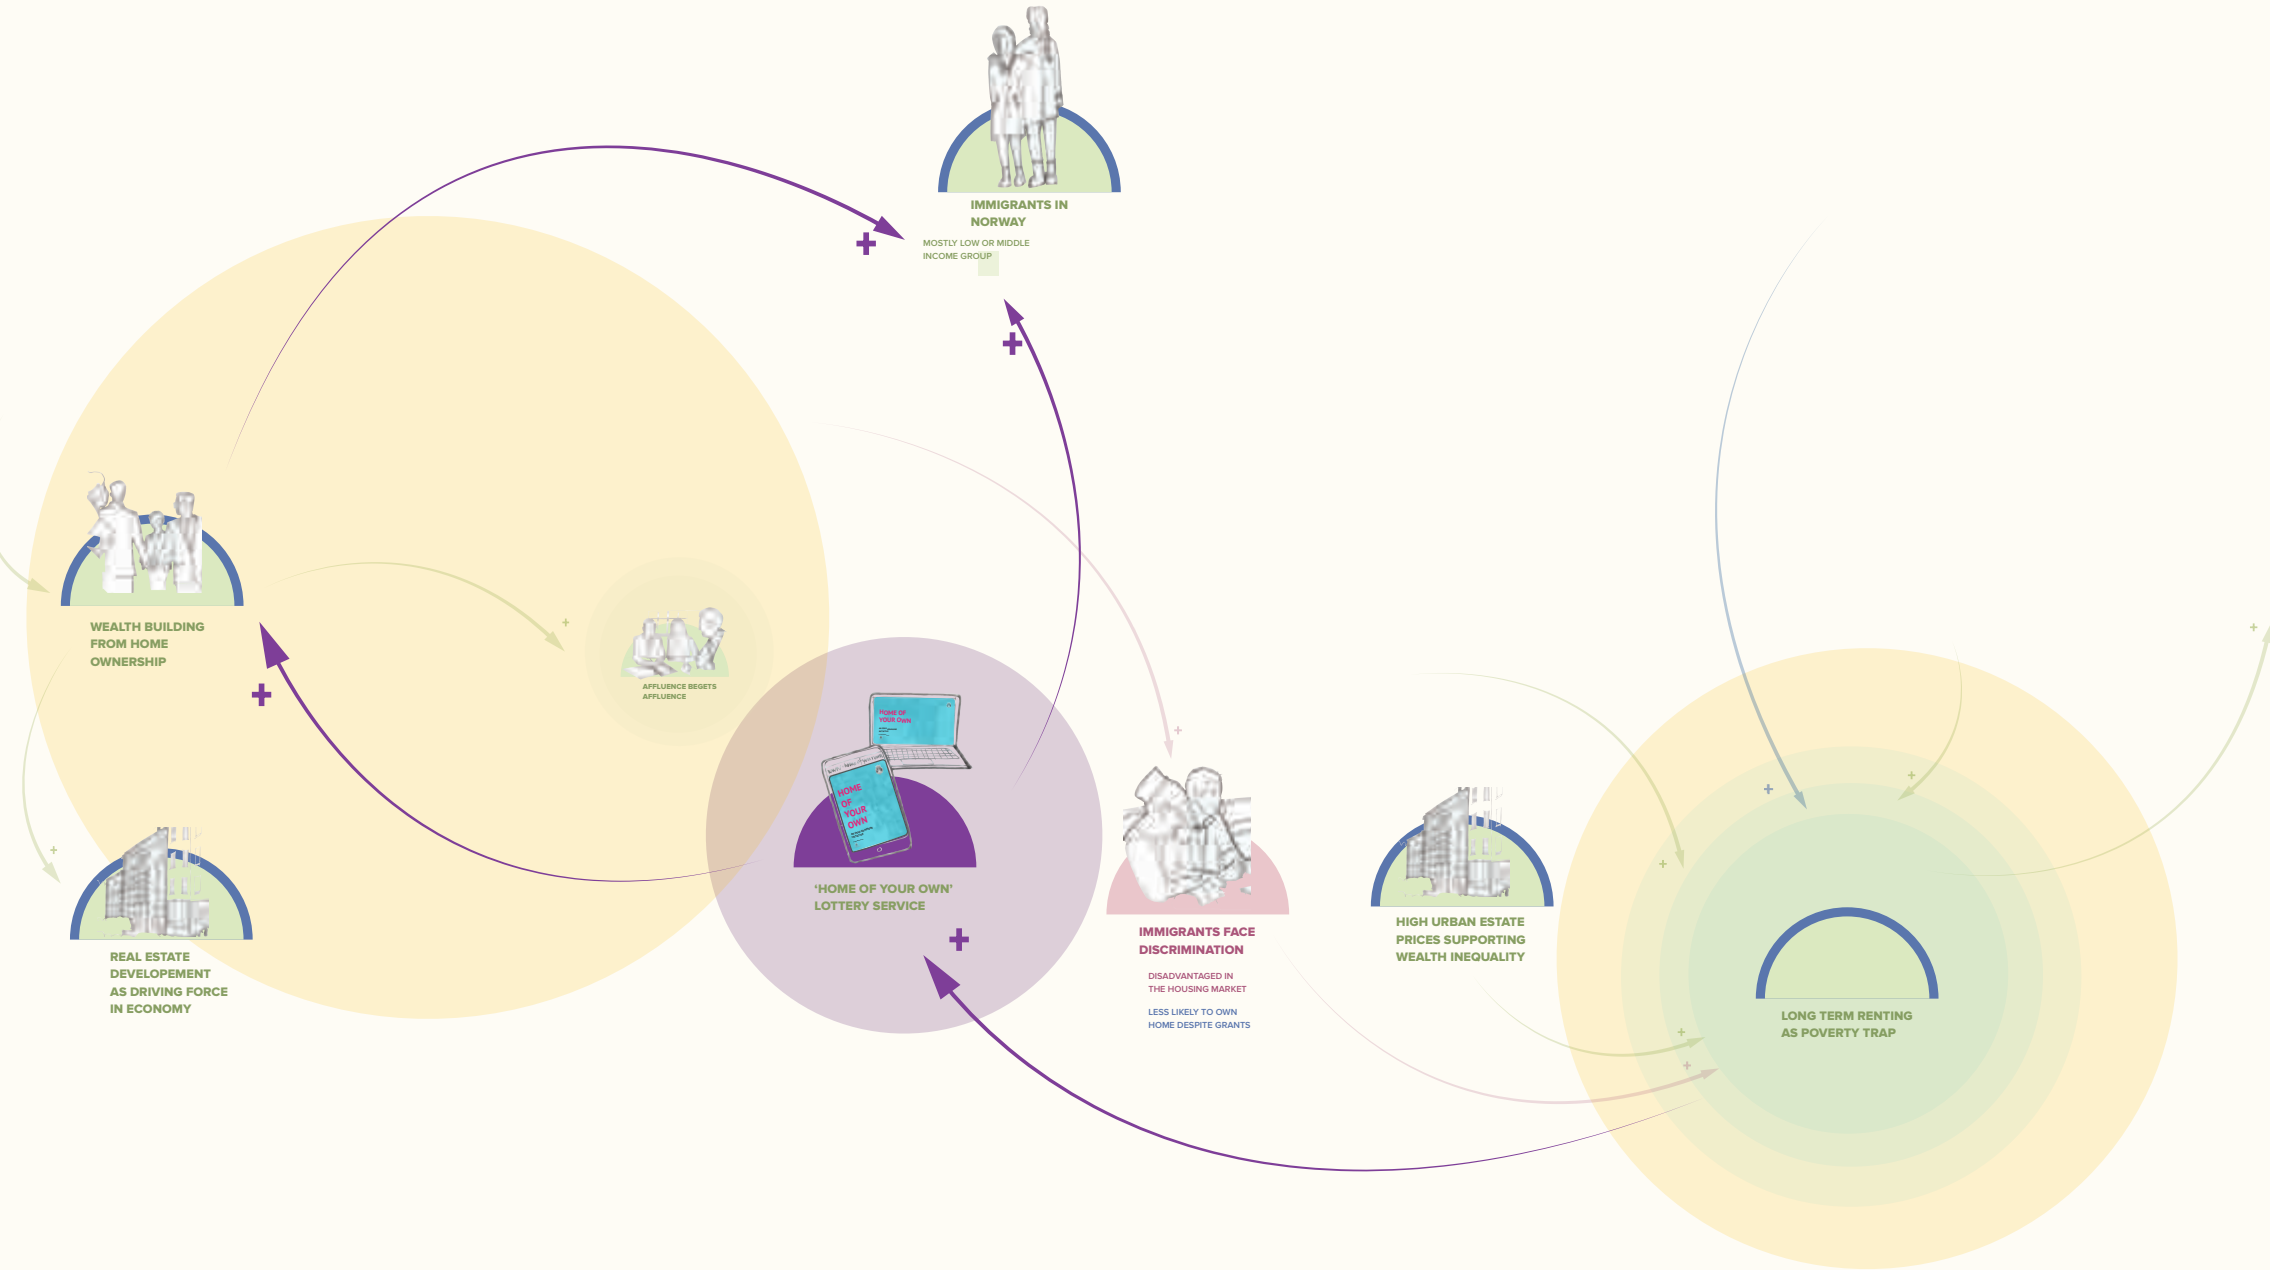 IMMIGRANTS IN
NORWAY
MOSTLY LOW OR MIDDLE
INCOME GROUP
WEALTH BUILDING
FROM HOME
OWNERSHIP
AFFLUENCE BEGETS
AFFLUENCE
HOME OF
YOUR OWN
HOME
OF
YOUR
OWN
'HOME OF YOUR OWN'
LOTTERY SERVICE
REAL ESTATE
DEVELOPEMENT
AS DRIVING FORCE
IN ECONOMY
IMMIGRANTS FACE
DISCRIMINATION
DISADVANTAGED IN
THE HOUSING MARKET
LESS LIKELY TO OWN
HOME DESPITE GRANTS
HIGH URBAN ESTATE
PRICES SUPPORTING
WEALTH INEQUALITY
LONG TERM RENTING
AS POVERTY TRAP